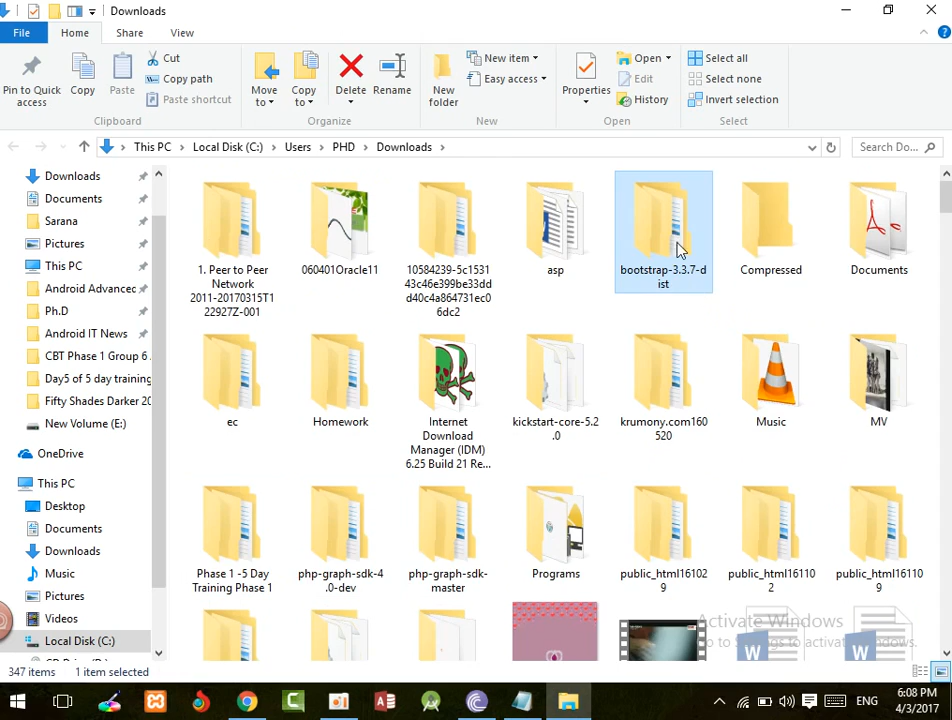 Downloads
File
Home
Share
View
Pin to Quick access
Copy
Paste
Cut
Copy path
Paste shortcut
Clipboard
Move to
Copy to
Delete
Rename
Organize
New folder
New item
Easy access
New
Properties
Open
Edit
History
Open
Select all
Select none
Invert selection
Select
This PC
Local Disk (C:)
Users
PHD
Downloads
Search Do...
Downloads
Documents
Sarana
Pictures
This PC
Android Advanced
Ph.D
Android IT News
CBT Phase 1 Group 6
Day5 of 5 day training
Fifty Shades Darker 20
New Volume (E:)
OneDrive
This PC
Desktop
Documents
Downloads
Music
Pictures
Videos
Local Disk (C:)
1. Peer to Peer
Network
2011-20170315T1
22927Z-001
060401Oracle11
10584239-5c1531
43c46e399be33dd
d40c4a864731ec0
6dc2
asp
bootstrap-3.3.7-d
ist
Compressed
Documents
ec
Homework
Internet
Download
Manager (IDM)
6.25 Build 21 Re...
kickstart-core-5.2
.0
krumony.com160
520
Music
MV
Phase 1 -5 Day
Training Phase 1
php-graph-sdk-4
.0-dev
php-graph-sdk-
master
Programs
public_html16102
9
public_html16110
2
public_html16110
9
Activate Windows
Go to Settings to activate Windows.
347 items
1 item selected
ENG
6:08 PM
4/3/2017